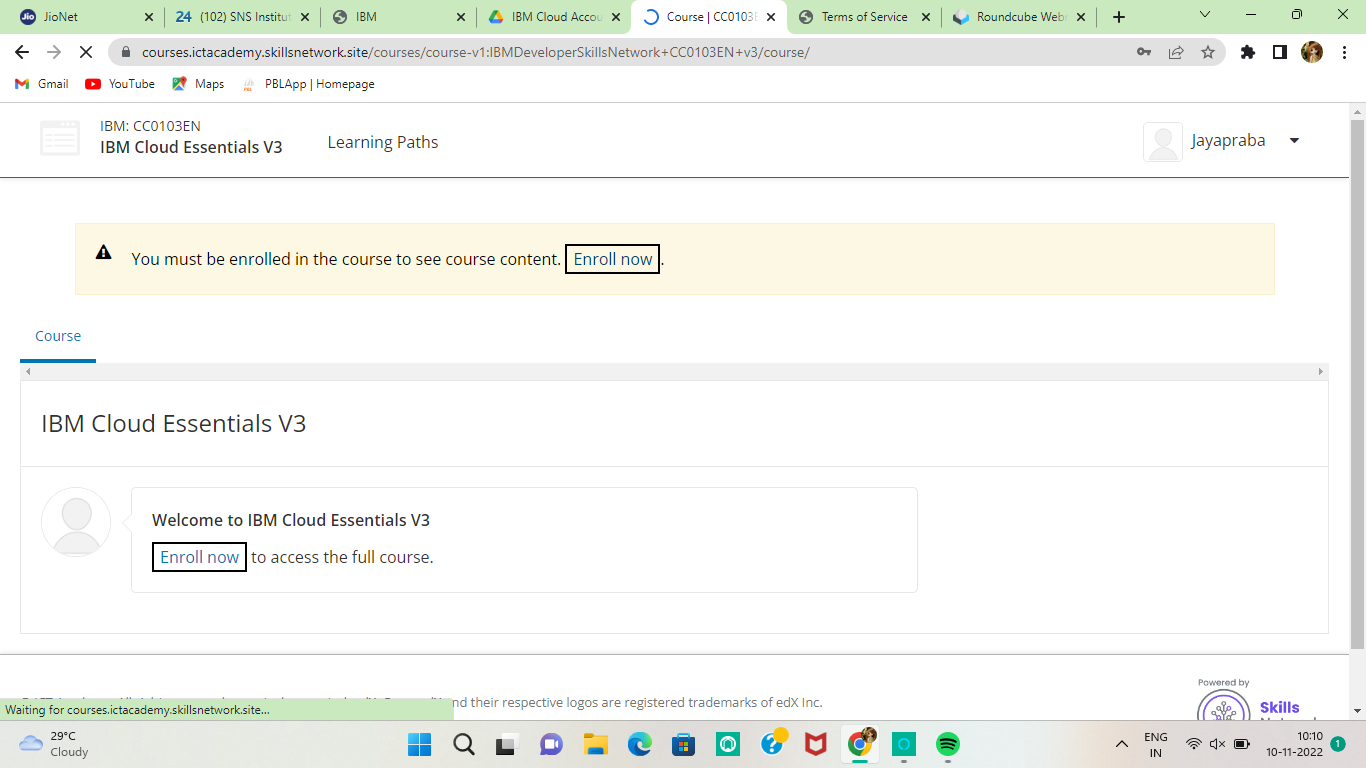 JioNet
24 (102) SNS Institut
IBM
IBM Cloud Accou
Course | CC0103E
Terms of Service
Roundcube Web
courses.ictacademy.skillsnetwork.site/courses/course-v1:IBMDeveloperSkillsNetwork+CC0103EN+v3/course/
Gmail
YouTube
Maps
PBLApp | Homepage
IBM: CC0103EN
IBM Cloud Essentials V3
Learning Paths
Jayapraba
You must be enrolled in the course to see course content. Enroll now.
Course
IBM Cloud Essentials V3
Welcome to IBM Cloud Essentials V3
Enroll now to access the full course.
Powered by
Skills
nd their respective logos are registered trademarks of edX Inc.
Waiting for courses.ictacademy.skillsnetwork.site...
29°C
Cloudy
ENG
IN
10:10
10-11-2022
1